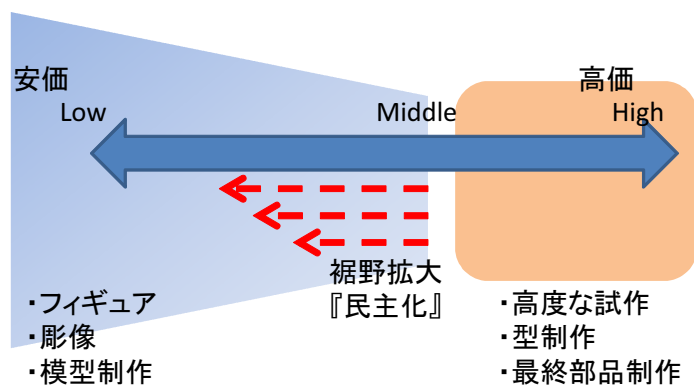 安価
高価
Low
Middle
High
裾野拡大
『民主化』
・フィギュア
・彫像
・模型制作
・高度な試作
・型制作
・最終部品制作